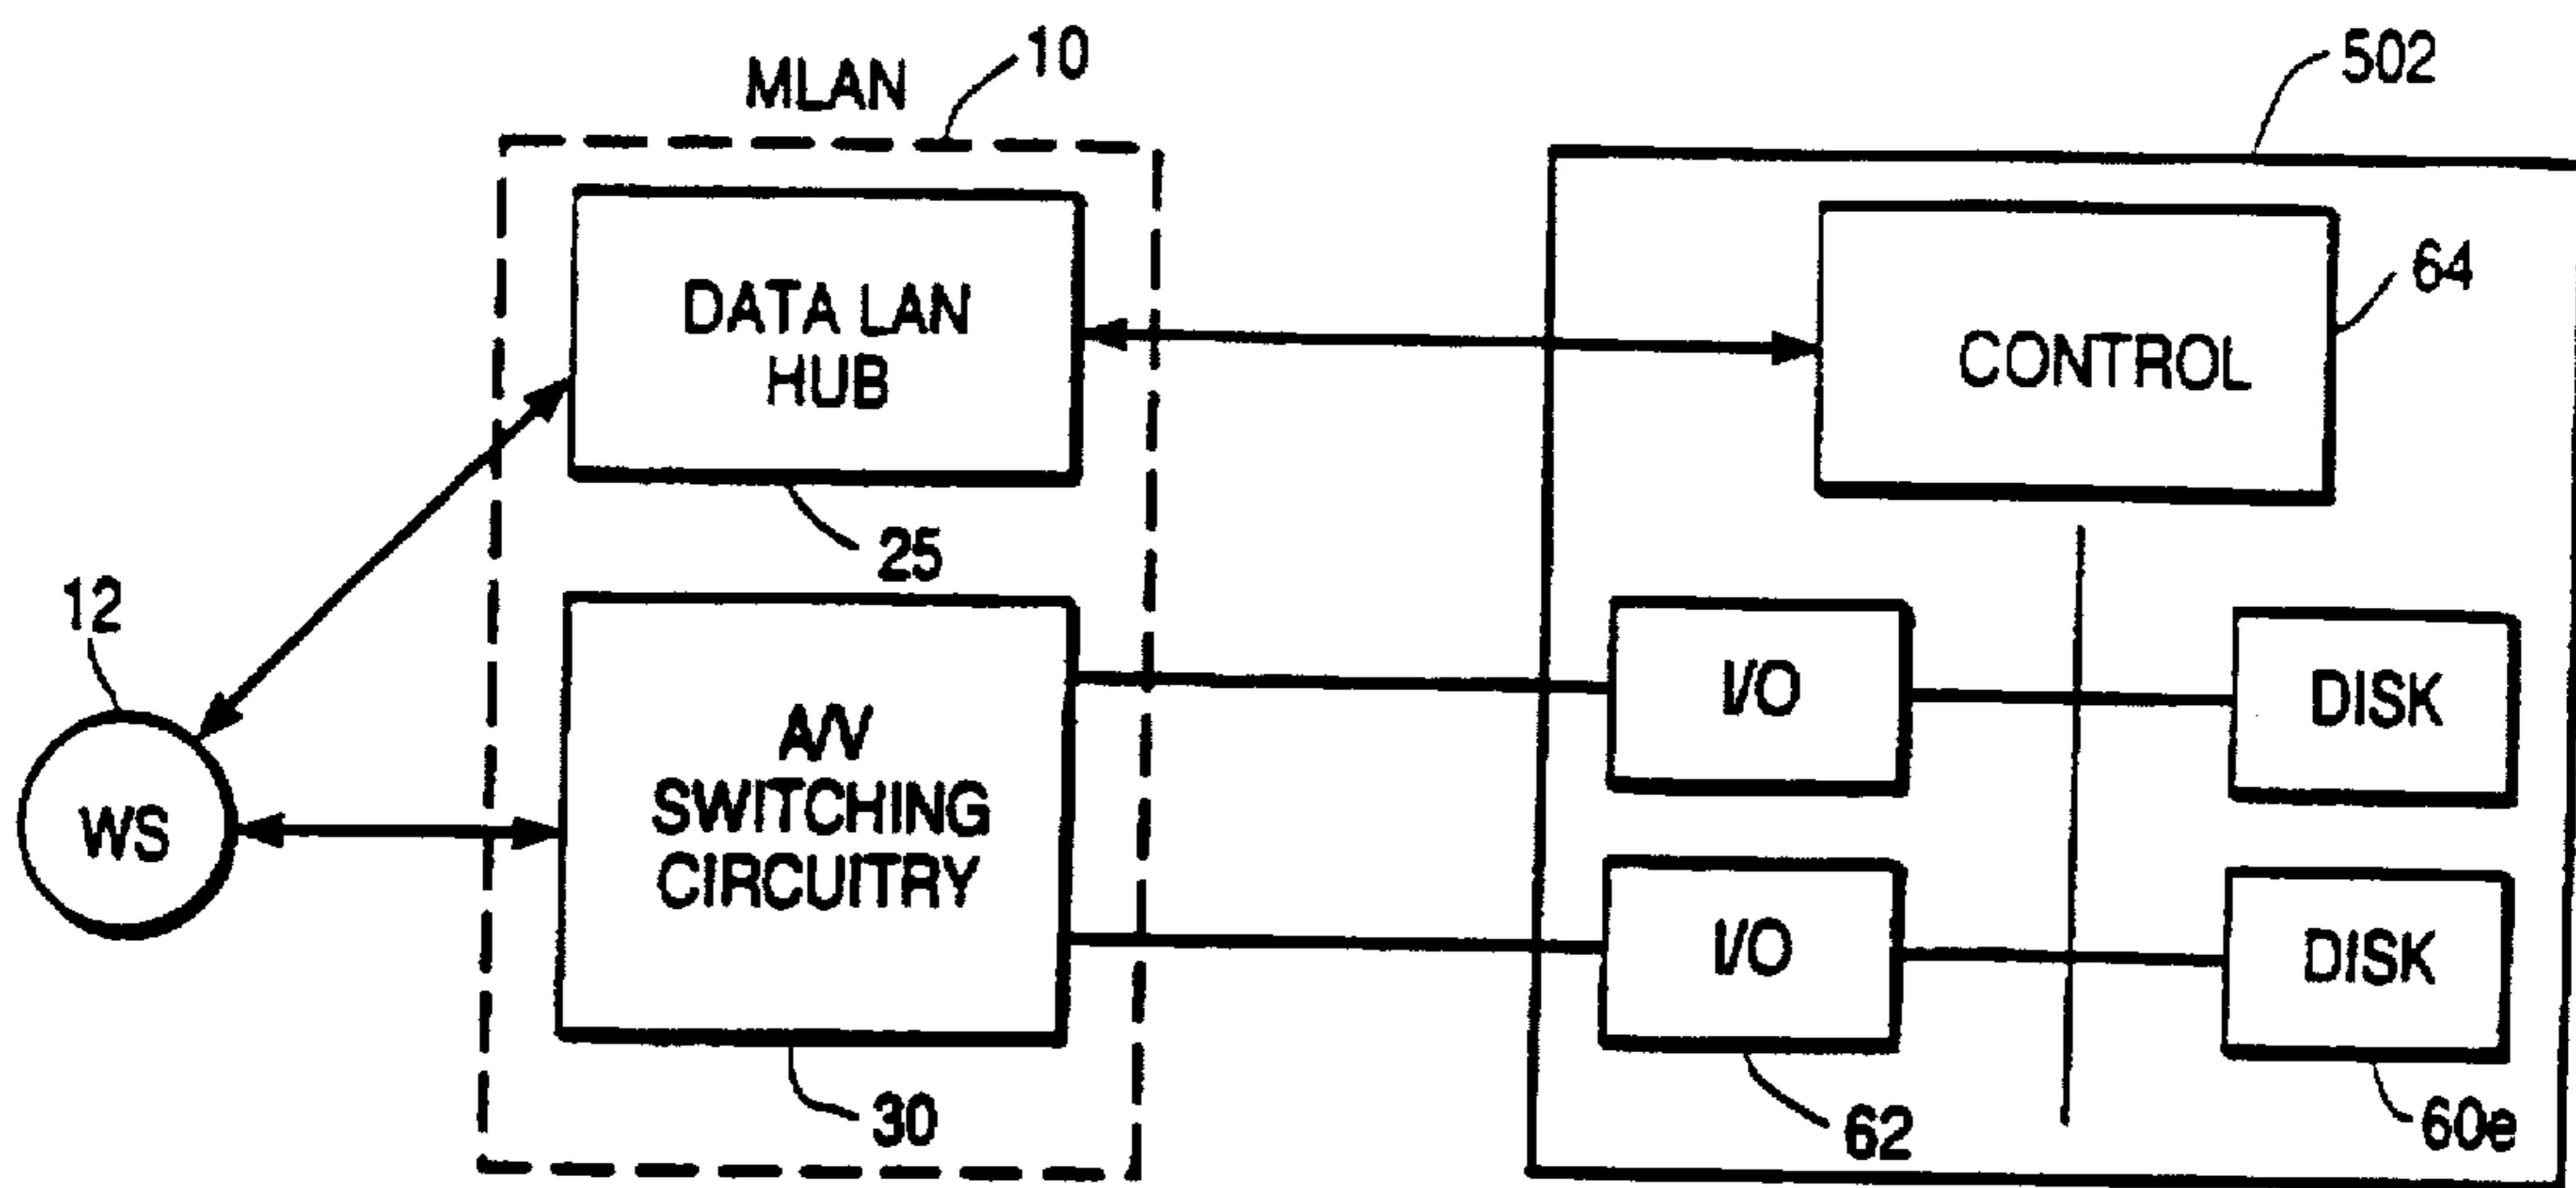 MLAN
10
502
DATA LAN
HUB
CONTROL
64
25
12
WS
A/V
SWITCHING
CIRCUITRY
I/O
DISK
I/O
DISK
30
62
60e